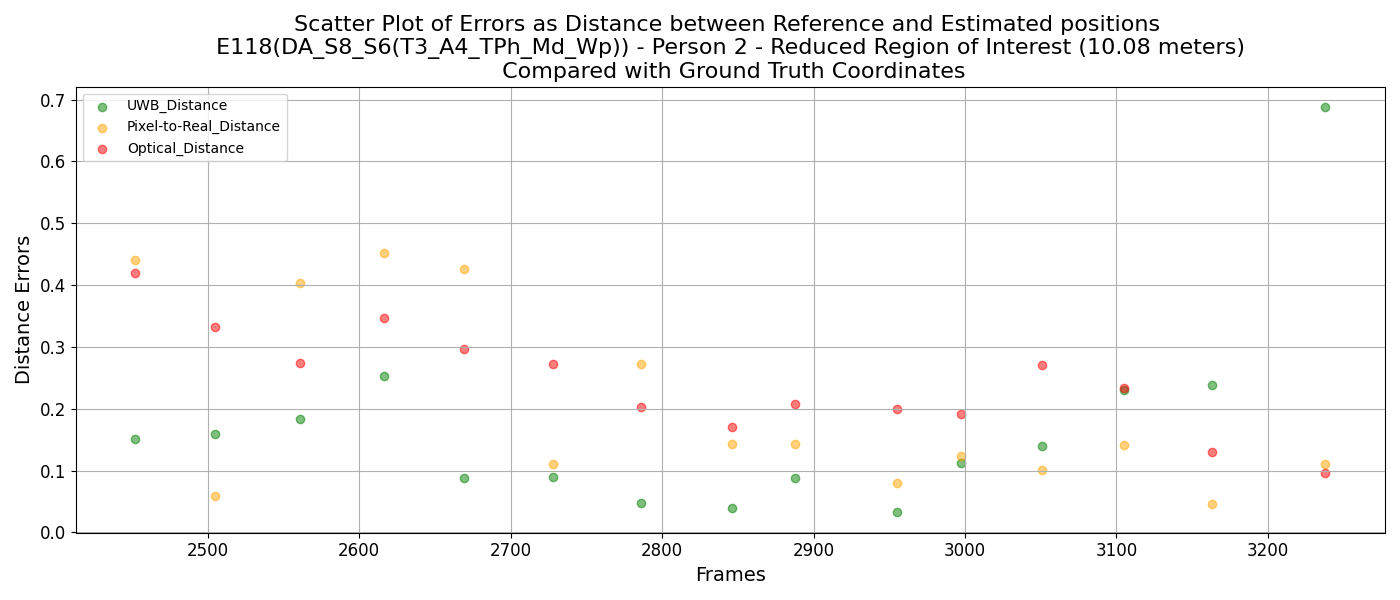 Scatter Plot of Errors as Distance between Reference and Estimated positions
E118(DA_S8_S6(T3_A4_TPh_Md_Wp)) - Person 2 - Reduced Region of Interest (10.08 meters)
Compared with Ground Truth Coordinates
UWB_Distance
Pixel-to-Real_Distance
Optical_Distance
Distance Errors
0.7
0.6
0.5
0.4
0.3
0.2
0.1
0.0
2500 2600 2700 2800 2900 3000 3100 3200
Frames